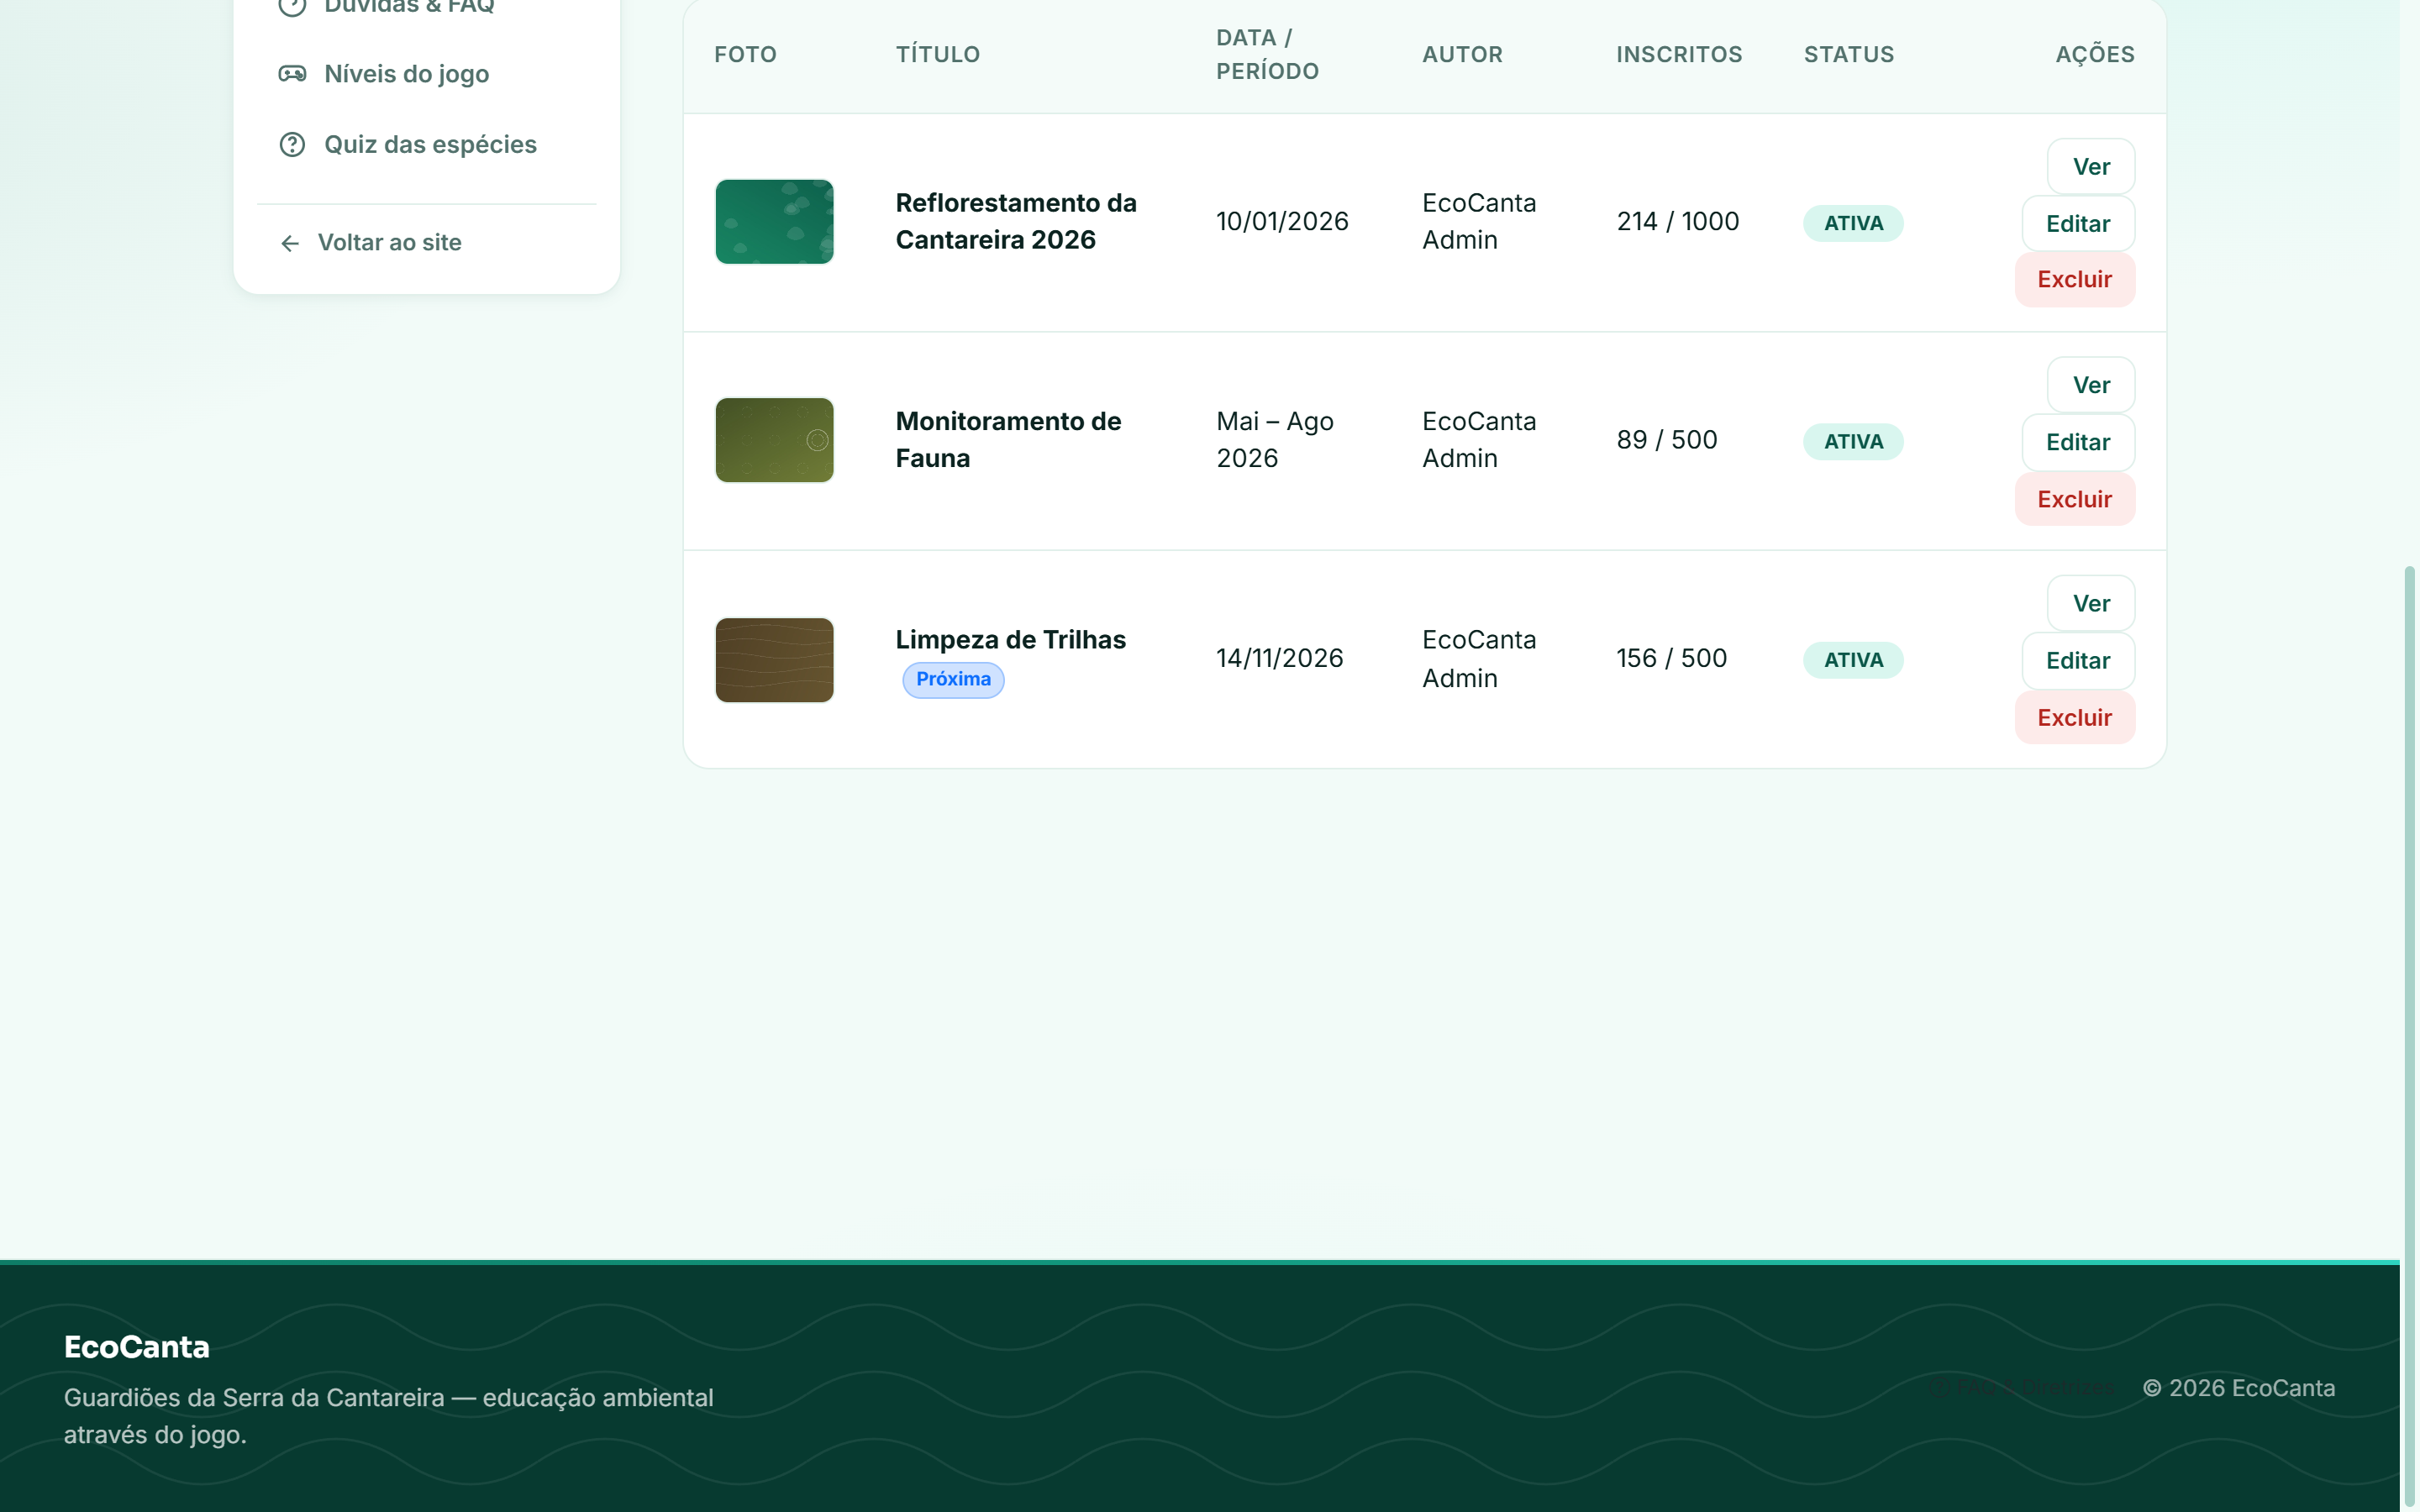 Dúvidas & FAQ
Níveis do jogo
Quiz das espécies
Voltar ao site
FOTO
TÍTULO
DATA /
PERÍODO
AUTOR
INSCRITOS
STATUS
AÇÕES
Reflorestamento da
Cantareira 2026
10/01/2026
EcoCanta
Admin
214 / 1000
ATIVA
Ver
Editar
Excluir
Monitoramento de
Fauna
Mai – Ago
2026
EcoCanta
Admin
89 / 500
ATIVA
Ver
Editar
Excluir
Limpeza de Trilhas
Próxima
14/11/2026
EcoCanta
Admin
156 / 500
ATIVA
Ver
Editar
Excluir
EcoCanta
Guardiões da Serra da Cantareira — educação ambiental
através do jogo.
FAQ & Diretrizes
© 2026 EcoCanta